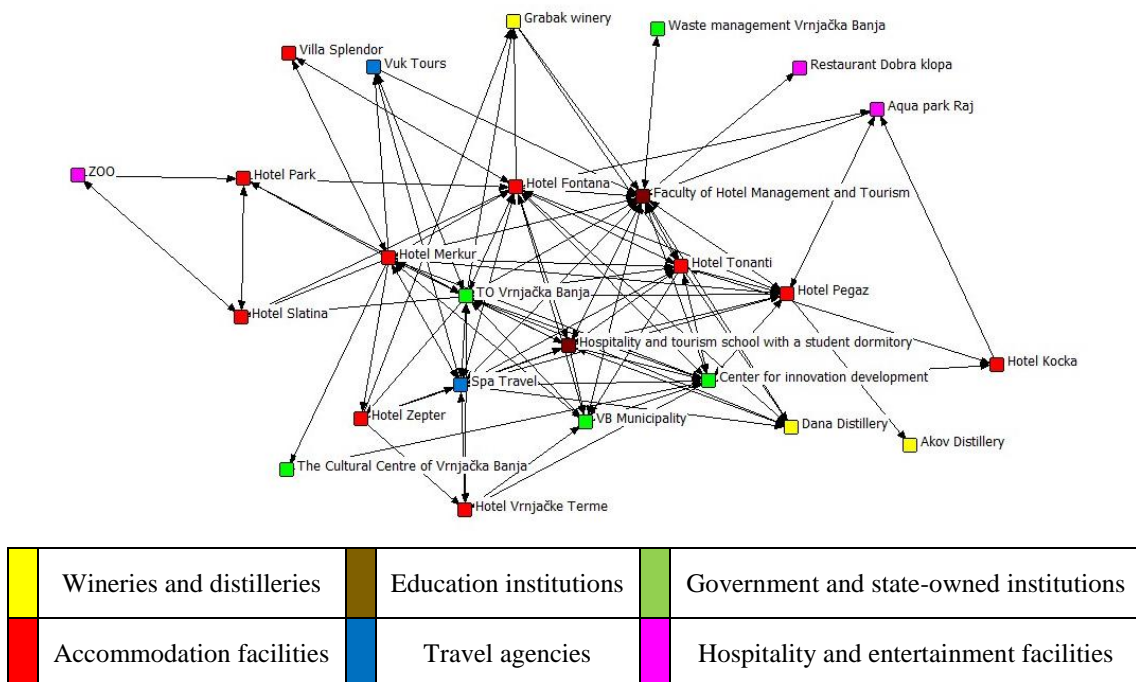 Grabak winery
Waste management Vrnjačka Banja
Villa Splendor
Vuk Tours
Restaurant Dobra klopa
Aqua park Raj
ZOO
Hotel Park
Hotel Fontana
Faculty of Hotel Management and Tourism
Hotel Merkur
Hotel Tonanti
TO Vrnjačka Banja
Hotel Pegaz
Hotel Slatina
Hospitality and tourism school with a student dormitory
Hotel Kocka
Spa Travel
Center for innovation development
Hotel Zepter
VB Municipality
Dana Distillery
Akov Distillery
The Cultural Centre of Vrnjačka Banja
Hotel Vrnjačke Terme
Wineries and distilleries
Education institutions
Government and state-owned institutions
Accommodation facilities
Travel agencies
Hospitality and entertainment facilities